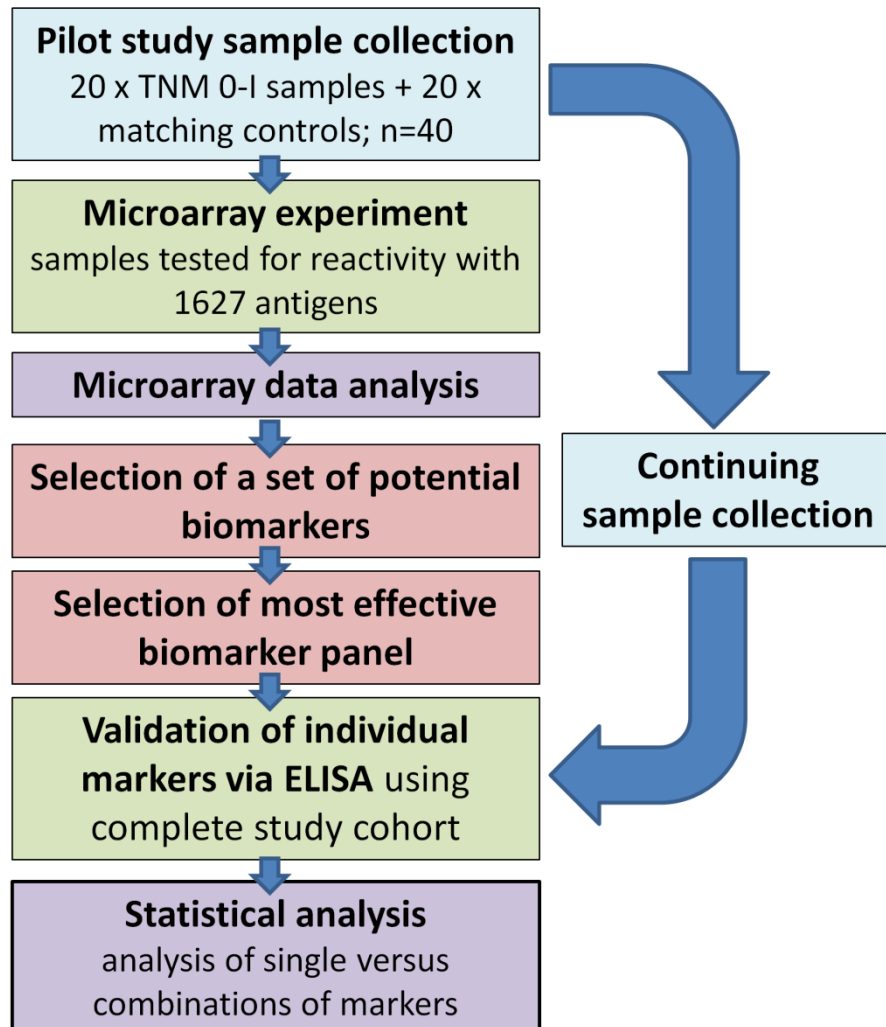 Pilot study sample collection
20 x TNM 0-I samples + 20 x
matching controls; n=40
Microarray experiment
samples tested for reactivity with
1627 antigens
Microarray data analysis
Selection of a set of potential
biomarkers
Selection of most effective
biomarker panel
Validation of individual
markers via ELISA using
complete study cohort
Statistical analysis
analysis of single versus
combinations of markers
Continuing
sample collection